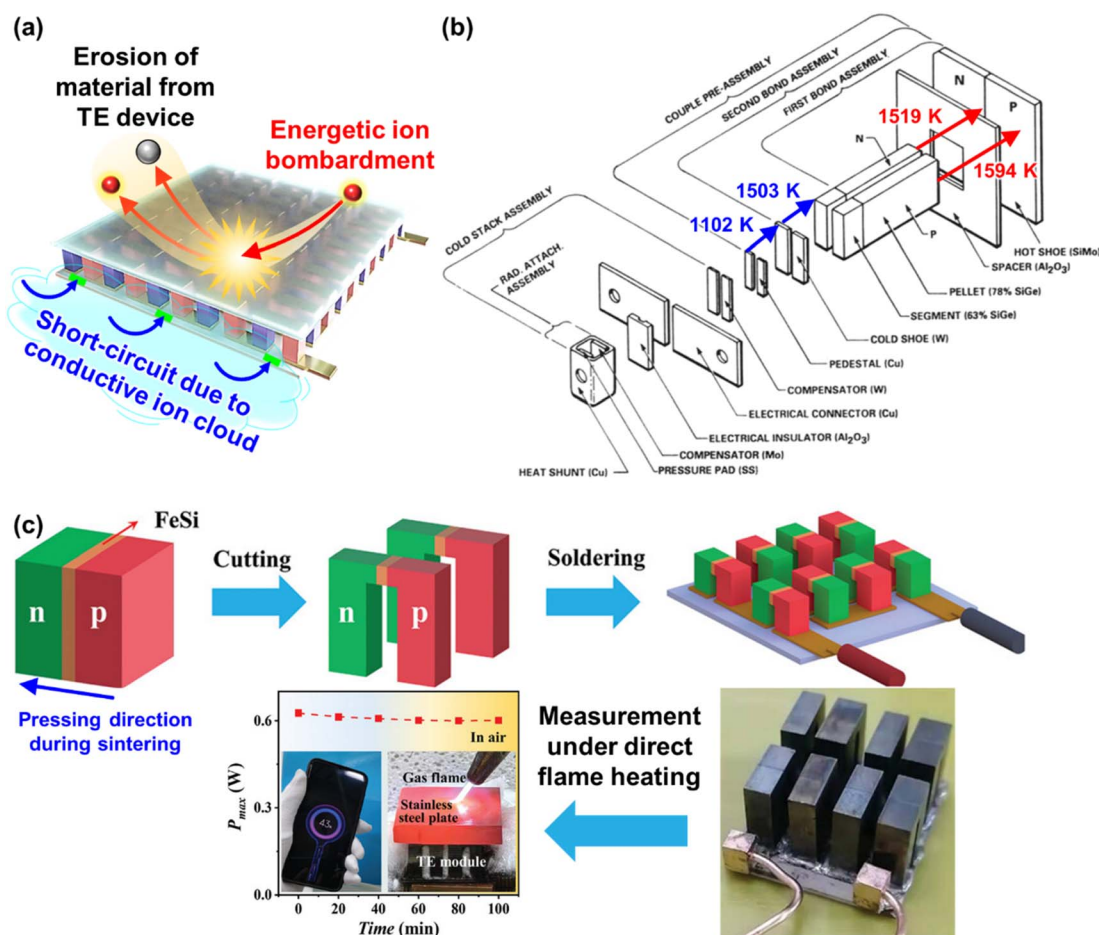 (a)
Erosion of
material from
TE device
Energetic ion
bombardment
Short-circuit due to
conductive ion cloud
(b)
COUPLE PRE-ASSEMBLY
SECOND BOND ASSEMBLY
FIRST BOND ASSEMBLY
COLD STACK ASSEMBLY
RAD. ATTACH.
ASSEMBLY
N
P
N
1519 K
1594 K
1503 K
1102 K
P
HOT SHOE (SiMo)
SPACER (Al₂O₃)
PELLET (78% SiGe)
SEGMENT (63% SiGe)
COLD SHOE (W)
PEDESTAL (Cu)
COMPENSATOR (W)
ELECTRICAL CONNECTOR (Cu)
ELECTRICAL INSULATOR (Al₂O₃)
COMPENSATOR (Mo)
PRESSURE PAD (SS)
HEAT SHUNT (Cu)
(c)
FeSi
n
p
Cutting
n
p
Soldering
Pressing direction
during sintering
P_max (W)
0.6
0.3
0.0
In air
Gas flame
Stainless
steel plate
TE module
0
20
40
60
80
100
Time (min)
Measurement
under direct
flame heating